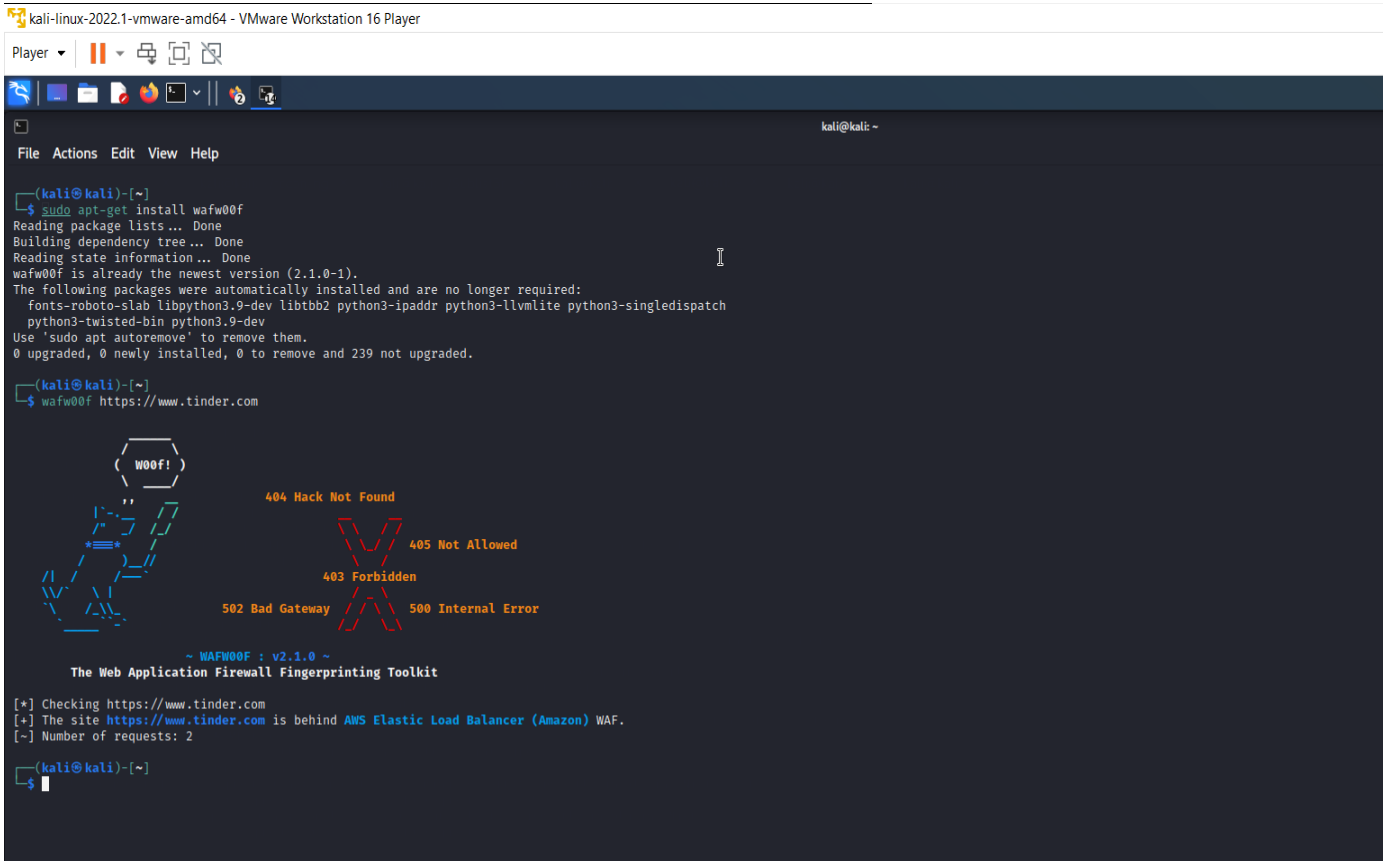 kali-linux-2022.1-vmware-amd64 - VMware Workstation 16 Player
Player
kali@kali: ~
File Actions Edit View Help
(kali㉿kali)-[~]
$ sudo apt-get install wafw00f
Reading package lists... Done
Building dependency tree... Done
Reading state information... Done
wafw00f is already the newest version (2.1.0-1).
The following packages were automatically installed and are no longer required:
fonts-roboto-slab libpython3.9-dev libtbb2 python3-ipaddr python3-llvmlite python3-singledispatch
python3-twisted-bin python3.9-dev
Use 'sudo apt autoremove' to remove them.
0 upgraded, 0 newly installed, 0 to remove and 239 not upgraded.
(kali㉿kali)-[~]
$ wafw00f https://www.tinder.com
( W00f! )
404 Hack Not Found
405 Not Allowed
403 Forbidden
502 Bad Gateway 500 Internal Error
~ WAFW00F : v2.1.0 ~
The Web Application Firewall Fingerprinting Toolkit
[*] Checking https://www.tinder.com
[+] The site https://www.tinder.com is behind AWS Elastic Load Balancer (Amazon) WAF.
[~] Number of requests: 2
(kali㉿kali)-[~]
$